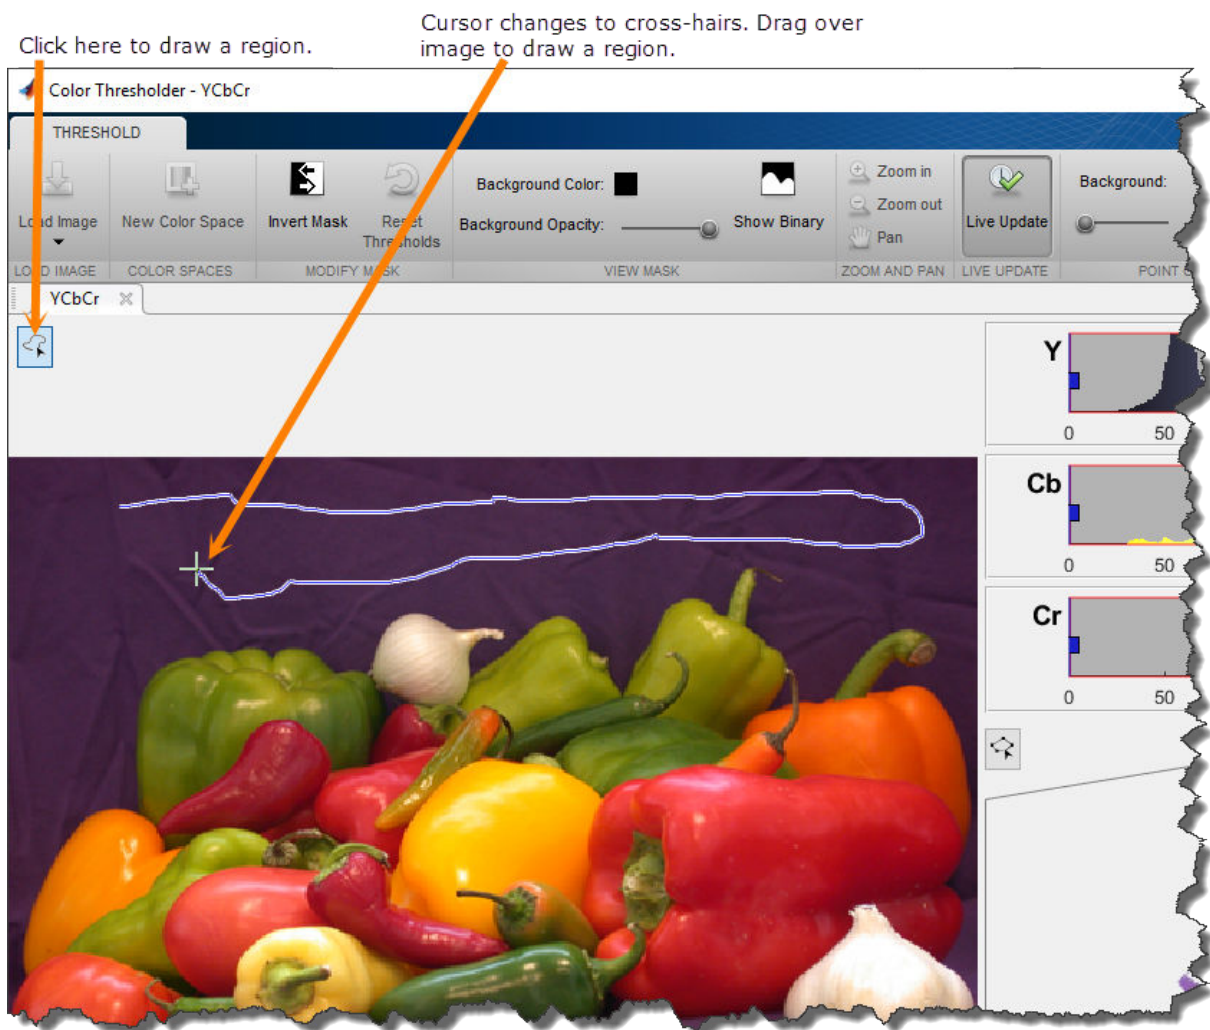 Cursor changes to cross-hairs. Drag over
Click here to draw a region.
image to draw a region.
Color Thresholder - YCbCr
THRESHOLD
Load Image
New Color Space
Invert Mask
Reset
Thresholds
Background Color:
Background Opacity:
Show Binary
Zoom in
Zoom out
Pan
Live Update
Background:
LOAD IMAGE
COLOR SPACES
MODIFY MASK
VIEW MASK
ZOOM AND PAN
LIVE UPDATE
POINT
YCbCr
Y
0 50
Cb
0 50
Cr
0 50